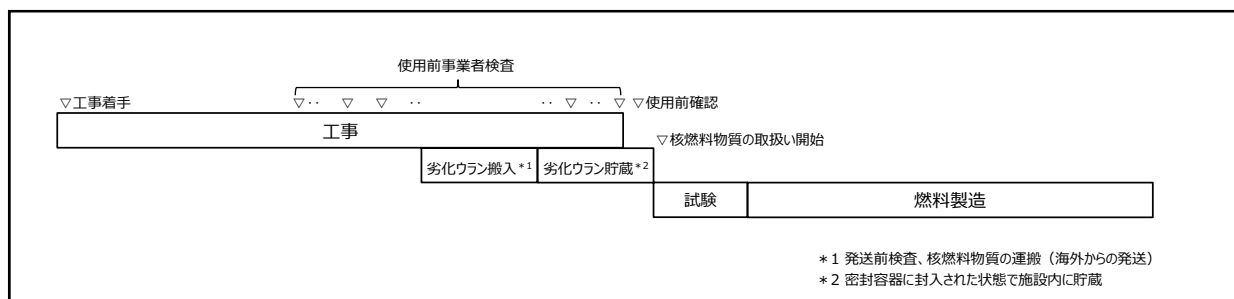 使用前事業者検査
▽工事着手 ▽‥ ▽ ▽ ‥ ‥ ▽ ‥ ▽ ▽使用前確認
工事
▽核燃料物質の取扱い開始
劣化ウラン搬入*1 劣化ウラン貯蔵*2
試験 燃料製造
*1 発送前検査、核燃料物質の運搬（海外からの発送）
*2 密封容器に封入された状態で施設内に貯蔵